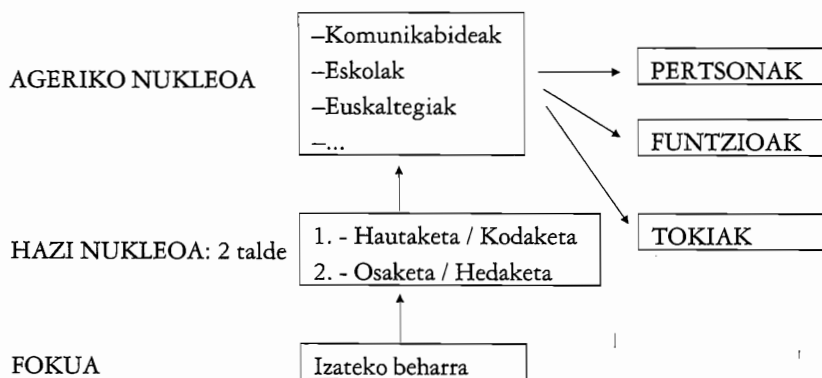 –Komunikabideak
–Eskolak
–Euskaltegiak
–...
AGERIKO NUKLEOA
PERTSONAK
FUNTZIOAK
TOKIAK
HAZI NUKLEOA: 2 talde
1. - Hautaketa / Kodaketa
2. - Osaketa / Hedaketa
FOKUA
Izateko beharra